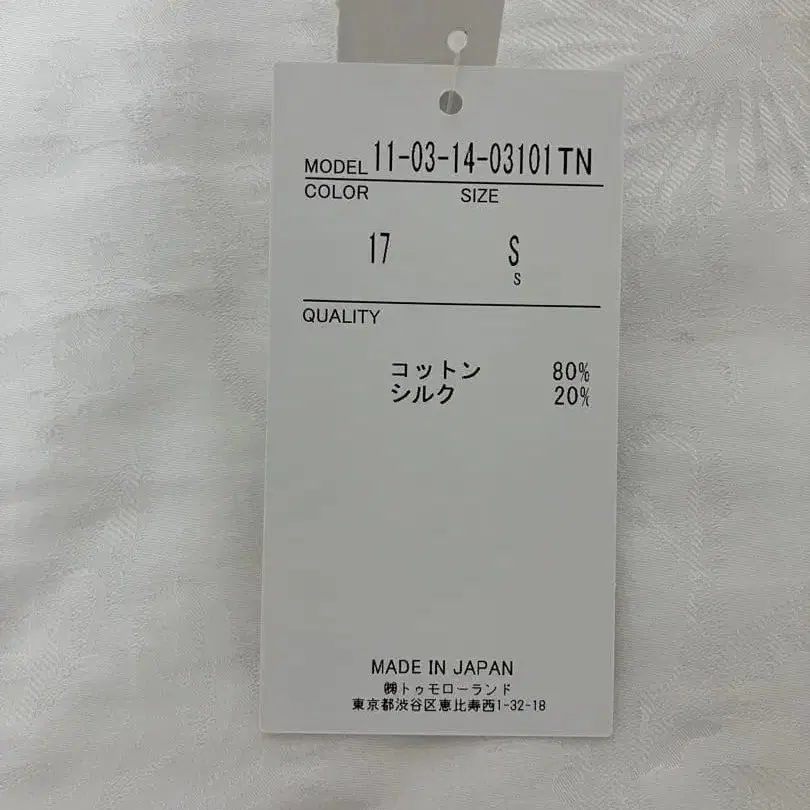 MODEL 11-03-14-03101TN
COLOR SIZE
17 S
S
QUALITY
コットン 80%
シルク 20%
MADE IN JAPAN
㈱トゥモローランド
東京都渋谷区恵比寿西1-32-18